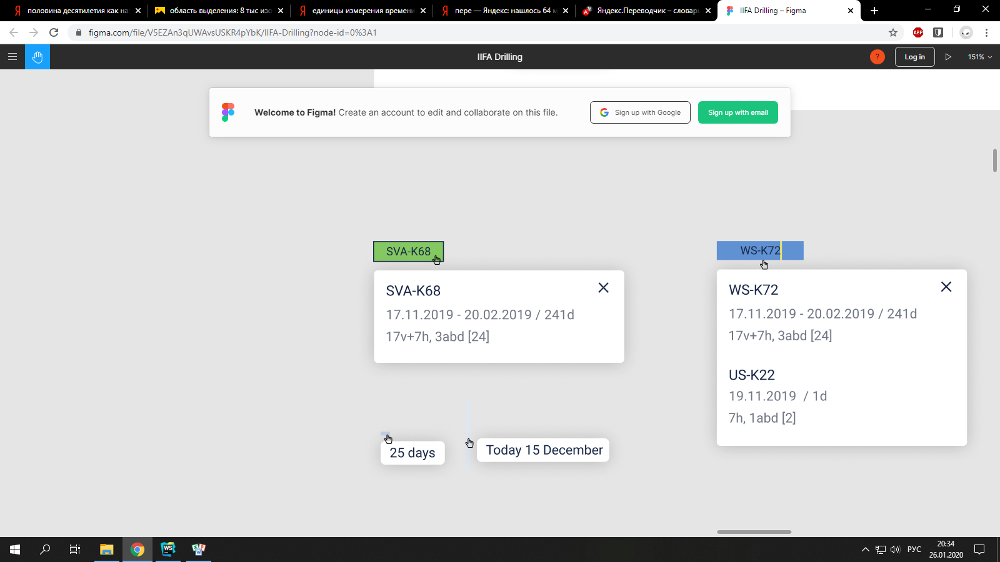 половина десятилетия как на
область выделения: 8 тыс изо
единицы измерения времени
пере — Яндекс: нашлось 64 м
Яндекс.Переводчик – словарь
IIFA Drilling – Figma
figma.com/file/V5EZAn3qUWAvsUSKR4pYbK/IIFA-Drilling?node-id=0%3A1
ABP
IIFA Drilling
?
Log in
151%
Welcome to Figma! Create an account to edit and collaborate on this file.
Sign up with Google
Sign up with email
SVA-K68
SVA-K68
17.11.2019 - 20.02.2019 / 241d
17v+7h, 3abd [24]
25 days
Today 15 December
WS-K72
WS-K72
17.11.2019 - 20.02.2019 / 241d
17v+7h, 3abd [24]
US-K22
19.11.2019 / 1d
7h, 1abd [2]
WS
W
РУС
20:34
26.01.2020